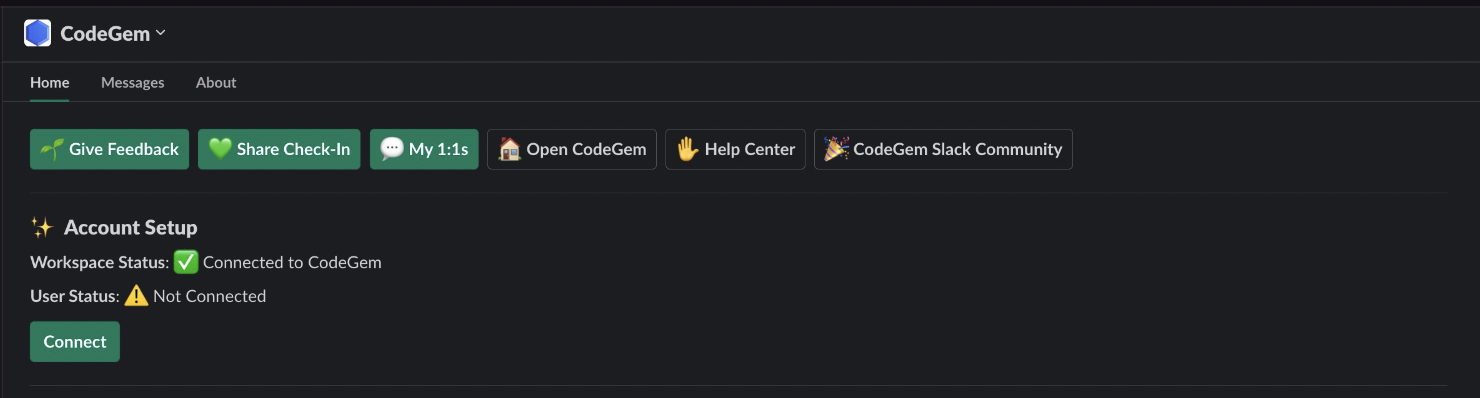 CodeGem
Home Messages About
Give Feedback Share Check-In My 1:1s Open CodeGem Help Center CodeGem Slack Community
Account Setup
Workspace Status: Connected to CodeGem
User Status: Not Connected
Connect